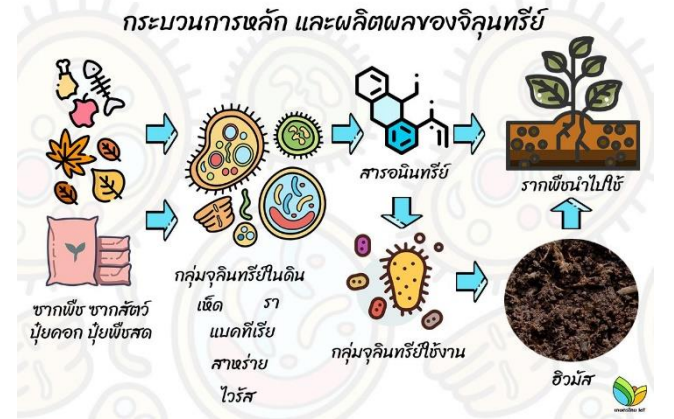 กระบวนการหลัก และผลิตผลของจิลุนทรีย์
สารอนินทรีย์
รากพืชนำไปใช้
ซากพืช ซากสัตว์
ปุ๋ยคอก ปุ๋ยพืชสด
กลุ่มจุลินทรีย์ในดิน
เห็ด รา
แบคทีเรีย
สาหร่าย
ไวรัส
กลุ่มจุลินทรีย์ใช้งาน
ฮิวมัส